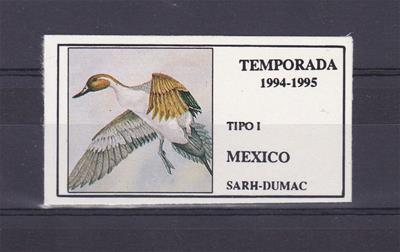 TEMPORADA
1994-1995
TIPO I
MEXICO
SARH-DUMAC